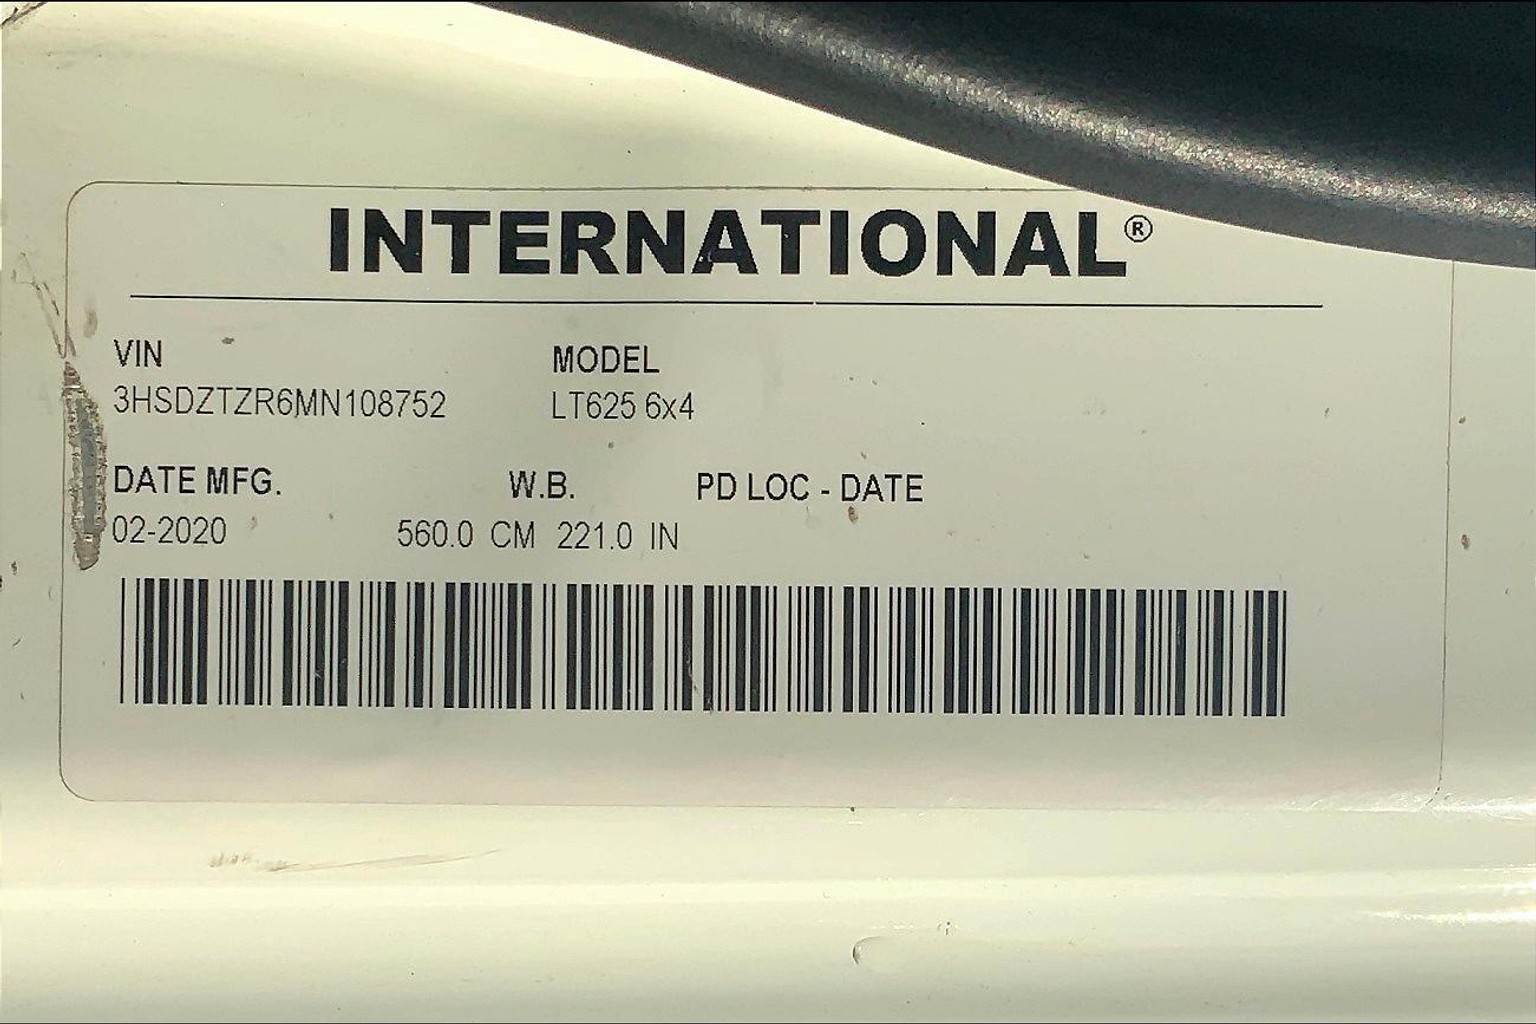 INTERNATIONAL®
VIN MODEL
3HSDZTZR6MN108752 LT625 6x4
DATE MFG. W.B. PD LOC - DATE
02-2020 560.0 CM 221.0 IN